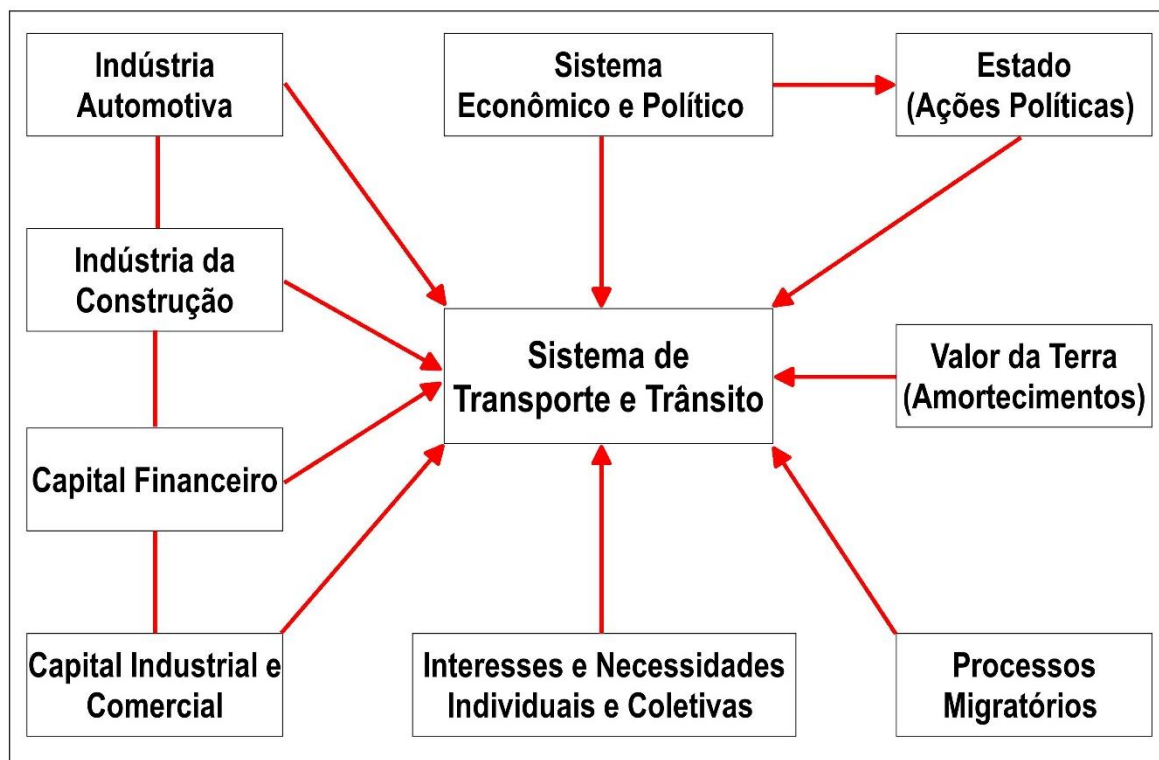 Indústria
Automotiva
Sistema
Econômico e Político
Estado
(Ações Políticas)
Indústria da
Construção
Sistema de
Transporte e Trânsito
Valor da Terra
(Amortecimentos)
Capital Financeiro
Capital Industrial e
Comercial
Interesses e Necessidades
Individuais e Coletivas
Processos
Migratórios